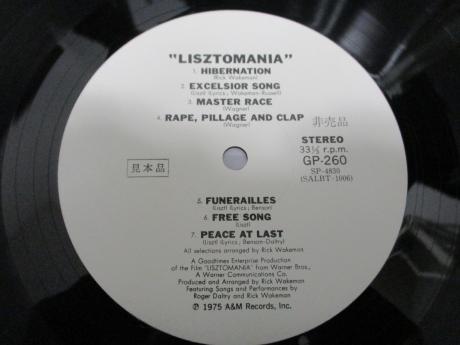 "LISZTOMANIA"
1. HIBERNATION
(Rick Wakeman)
2. EXCELSIOR SONG
(Liszt/Lyrics; Wakeman-Russell)
3. MASTER RACE
(Wagner)
4. RAPE, PILLAGE AND CLAP
(Wagner)
非売品
STEREO
33⅓ r.p.m.
GP-260
SP-4830
(SALBT-1006)
見本品
5. FUNERAILLES
(Liszt/Lyrics; Benson)
6. FREE SONG
(Liszt)
7. PEACE AT LAST
(Liszt/Lyrics; Benson-Daltry)
All selections arranged by Rick Wakeman
A Goodtimes Enterprise Production
of the Film "LISZTOMANIA" from Warner Bros.,
A Warner Communications Co.
Produced and Arranged by Rick Wakeman
Featuring Songs and Performances by
Roger Daltry and Rick Wakeman
℗ 1975 A&M Records, Inc.